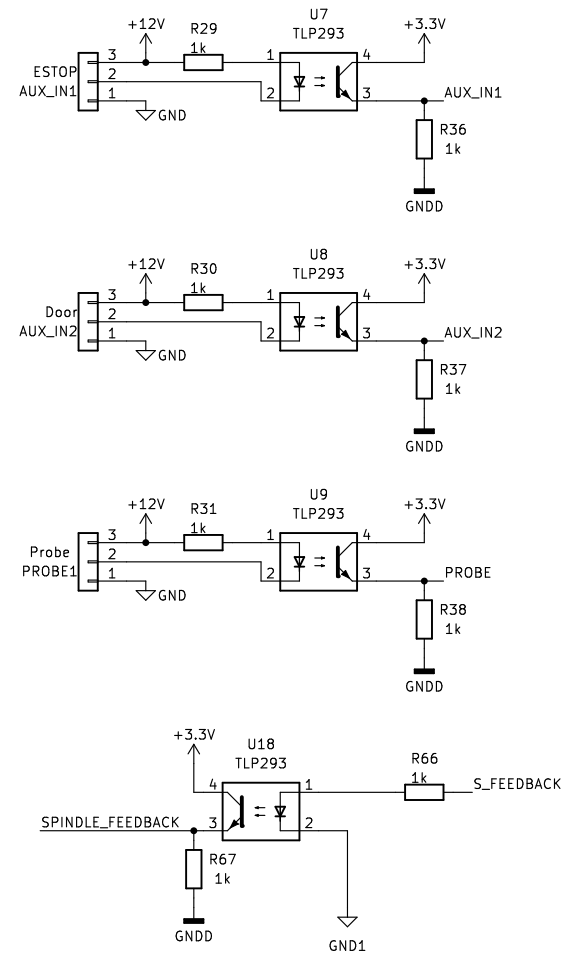 U7
TLP293
+12V
R29
1k
+3.3V
ESTOP
AUX_IN1
3
2
1
GND
1
2
4
3
AUX_IN1
R36
1k
GNDD
U8
TLP293
+12V
R30
1k
+3.3V
Door
AUX_IN2
3
2
1
GND
1
2
4
3
AUX_IN2
R37
1k
GNDD
U9
TLP293
+12V
R31
1k
+3.3V
Probe
PROBE1
3
2
1
GND
1
2
4
3
PROBE
R38
1k
GNDD
+3.3V
U18
TLP293
R66
1k
S_FEEDBACK
4
3
1
2
SPINDLE_FEEDBACK
R67
1k
GNDD
GND1